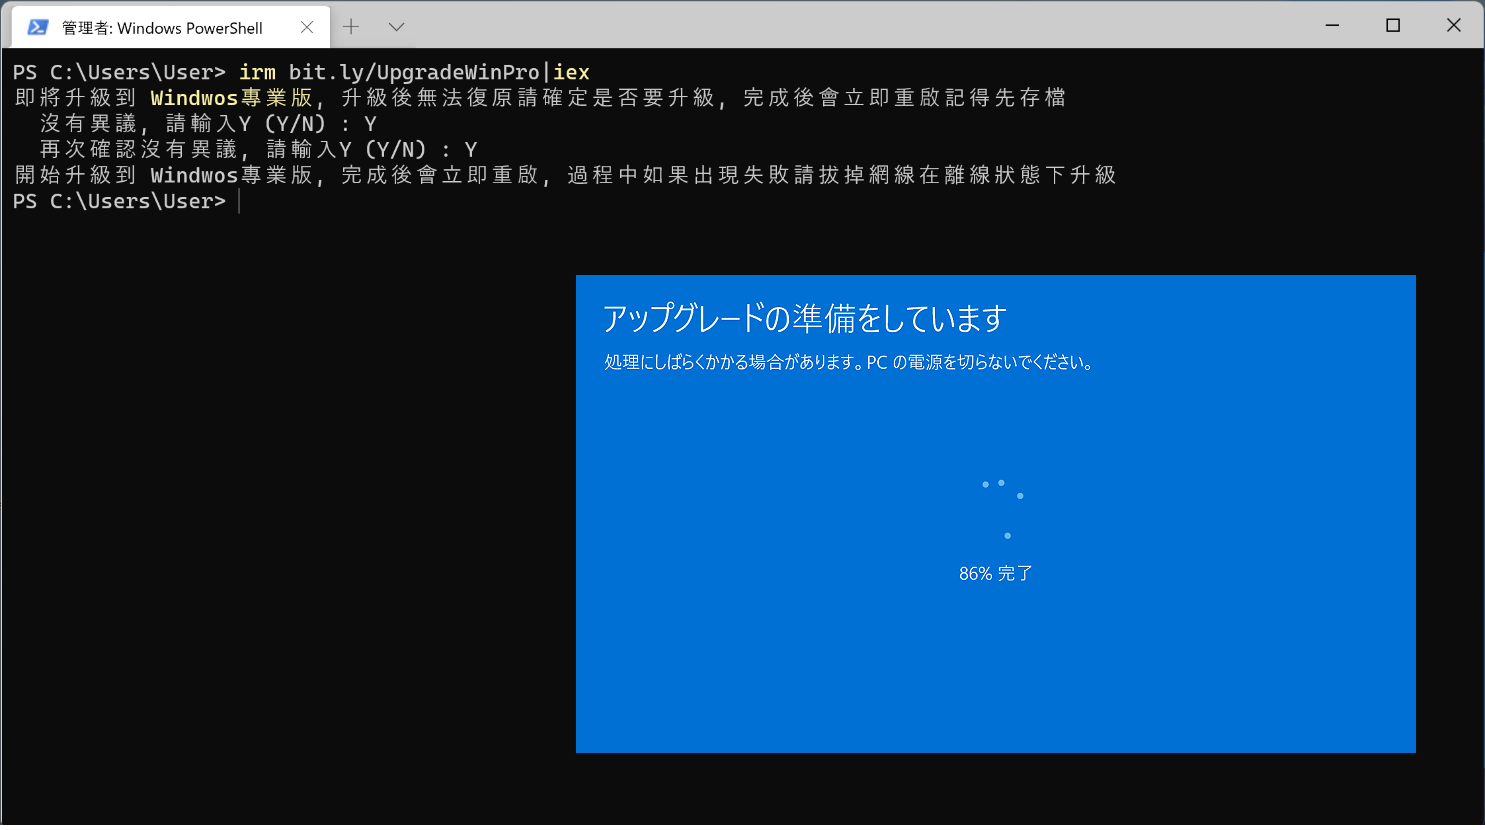 管理者: Windows PowerShell
PS C:\Users\User> irm bit.ly/UpgradeWinPro|iex
即將升級到 Windwos專業版, 升級後無法復原請確定是否要升級, 完成後會立即重啟記得先存檔
沒有異議, 請輸入Y (Y/N) : Y
再次確認沒有異議, 請輸入Y (Y/N) : Y
開始升級到 Windwos專業版, 完成後會立即重啟, 過程中如果出現失敗請拔掉網線在離線狀態下升級
PS C:\Users\User>
アップグレードの準備をしています
処理にしばらくかかる場合があります。PC の電源を切らないでください。
86% 完了